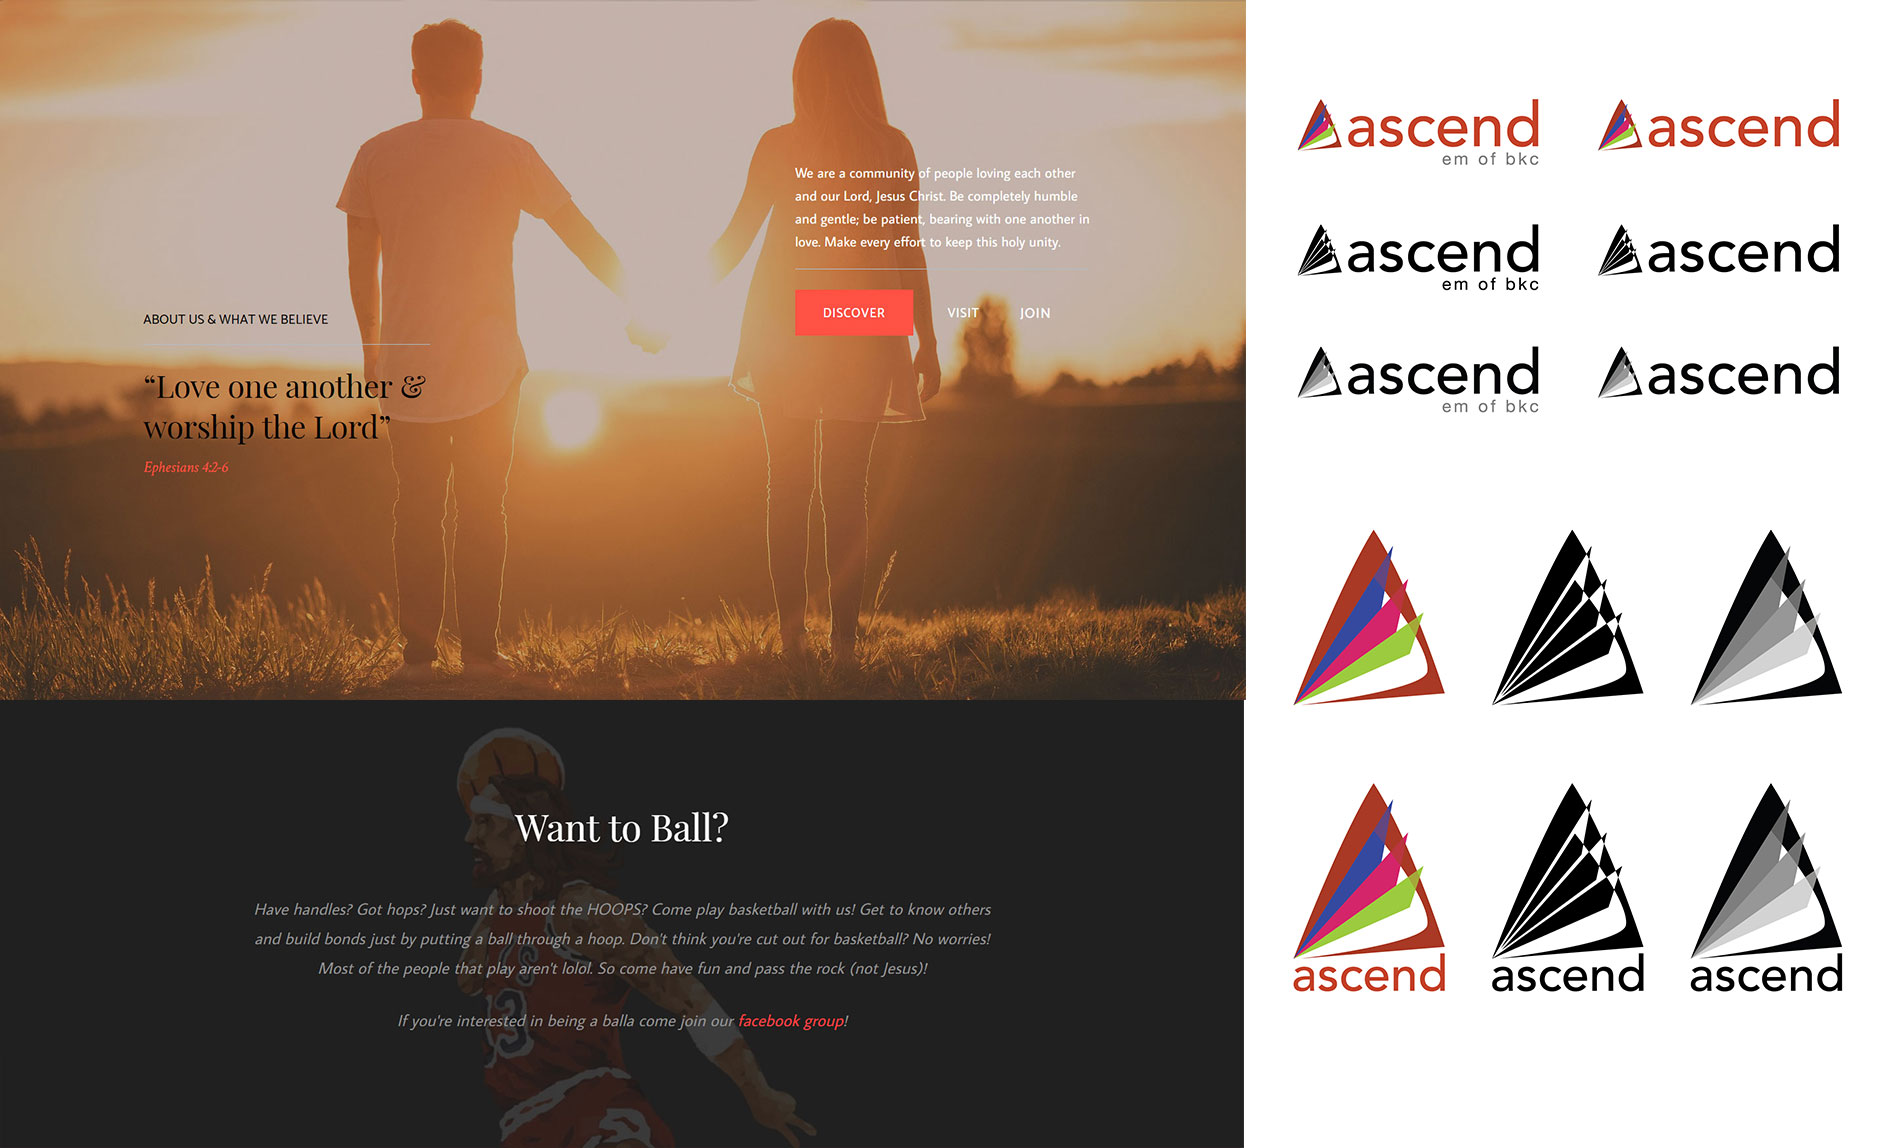 We are a community of people loving each other
and our Lord, Jesus Christ. Be completely humble
and gentle; be patient, bearing with one another in
love. Make every effort to keep this holy unity.
DISCOVER
VISIT
JOIN
ABOUT US & WHAT WE BELIEVE
“Love one another &
worship the Lord”
Ephesians 4:2-6
Want to Ball?
Have handles? Got hops? Just want to shoot the HOOPS? Come play basketball with us! Get to know others
and build bonds just by putting a ball through a hoop. Don't think you're cut out for basketball? No worries!
Most of the people that play aren't lolol. So come have fun and pass the rock (not Jesus)!
If you're interested in being a balla come join our facebook group!
23
ascend
em of bkc
ascend
ascend
em of bkc
ascend
ascend
em of bkc
ascend
ascend
ascend
ascend